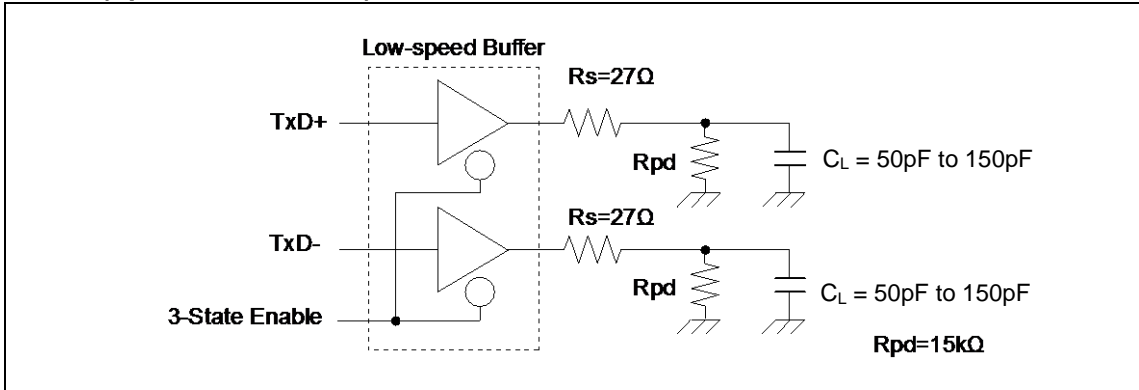 Low-speed Buffer
Rs=27Ω
TxD+
Rpd
CL = 50pF to 150pF
Rs=27Ω
TxD-
Rpd
CL = 50pF to 150pF
3-State Enable
Rpd=15kΩ